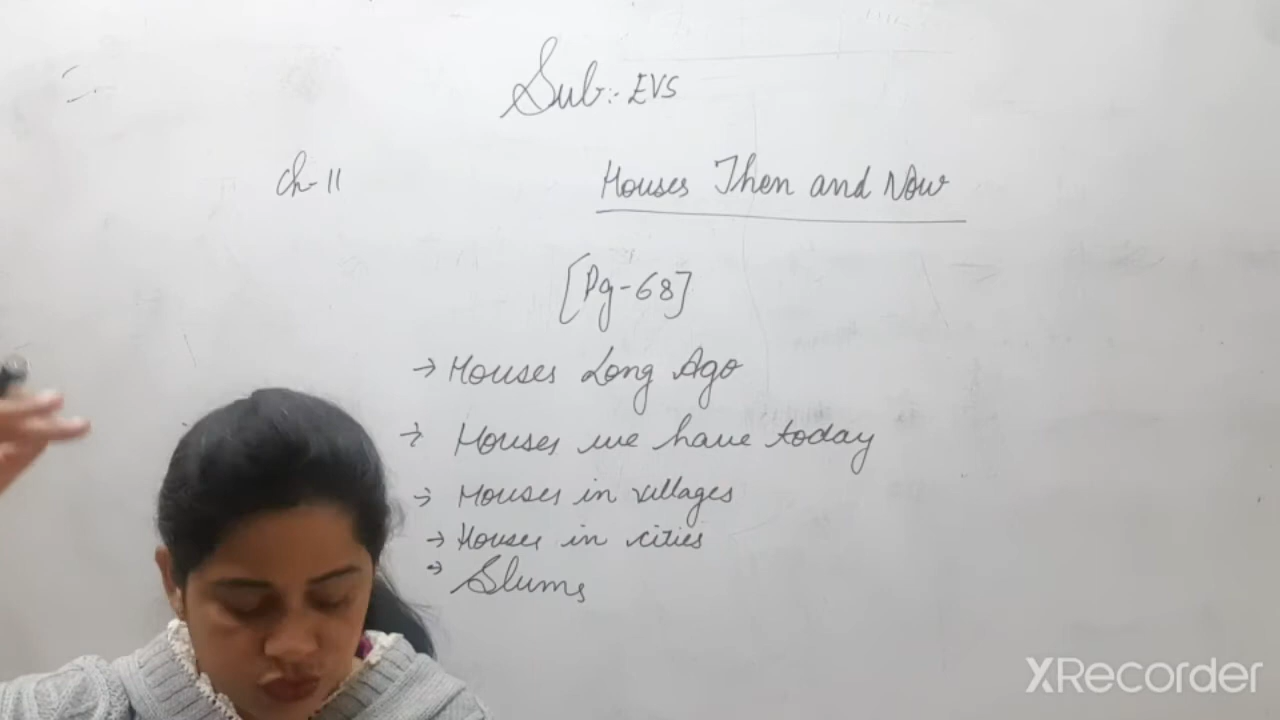 Sub:- EVS
Ch-11 Houses Then and Now
[Pg-68]
→ Houses Long Ago
→ Houses we have today
→ Houses in villages
→ Houses in cities
→ Slums
XRecorder